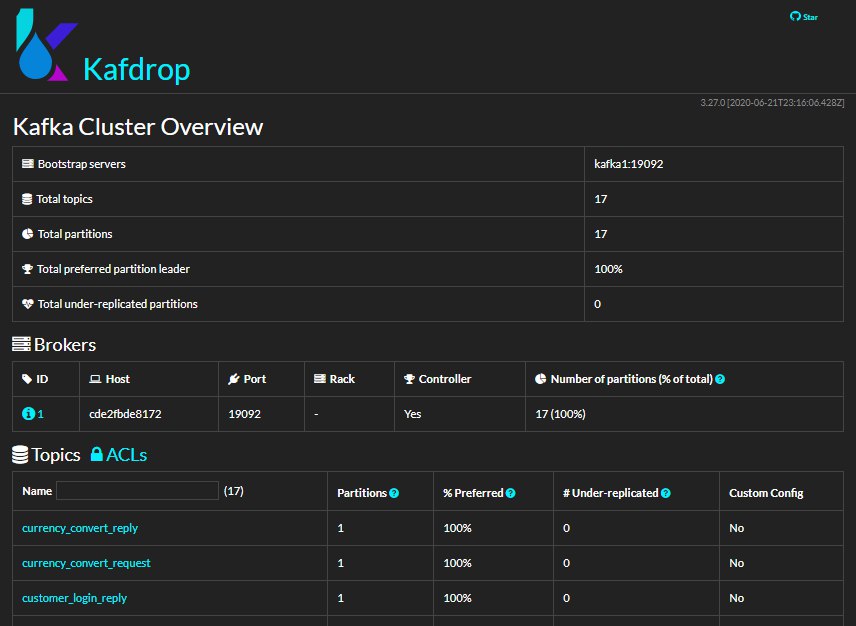 Star
Kafdrop
3.27.0 [2020-06-21T23:16:06.428Z]
Kafka Cluster Overview
Bootstrap servers kafka1:19092
Total topics 17
Total partitions 17
Total preferred partition leader 100%
Total under-replicated partitions 0
Brokers
ID Host Port Rack Controller Number of partitions (% of total)
1 cde2fbde8172 19092 - Yes 17 (100%)
Topics ACLs
Name (17) Partitions % Preferred # Under-replicated Custom Config
currency_convert_reply 1 100% 0 No
currency_convert_request 1 100% 0 No
customer_login_reply 1 100% 0 No